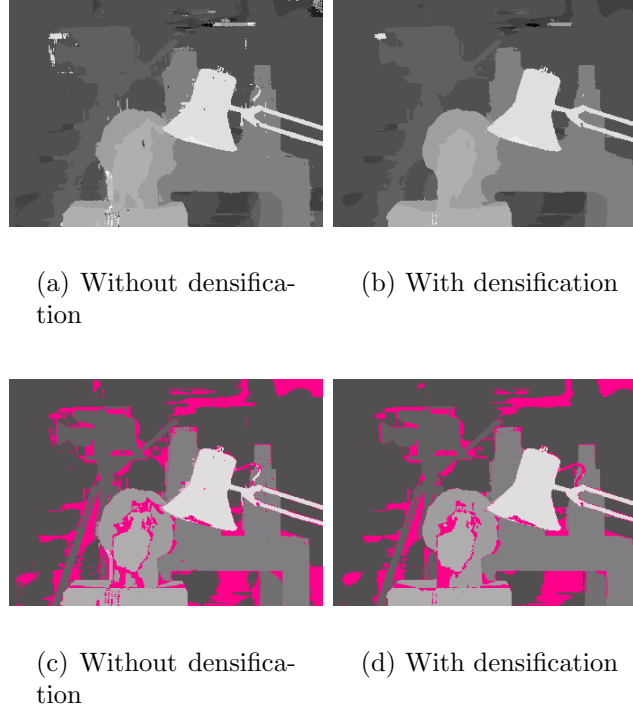 (a) Without densifica-
tion
(b) With densification
(c) Without densifica-
tion
(d) With densification